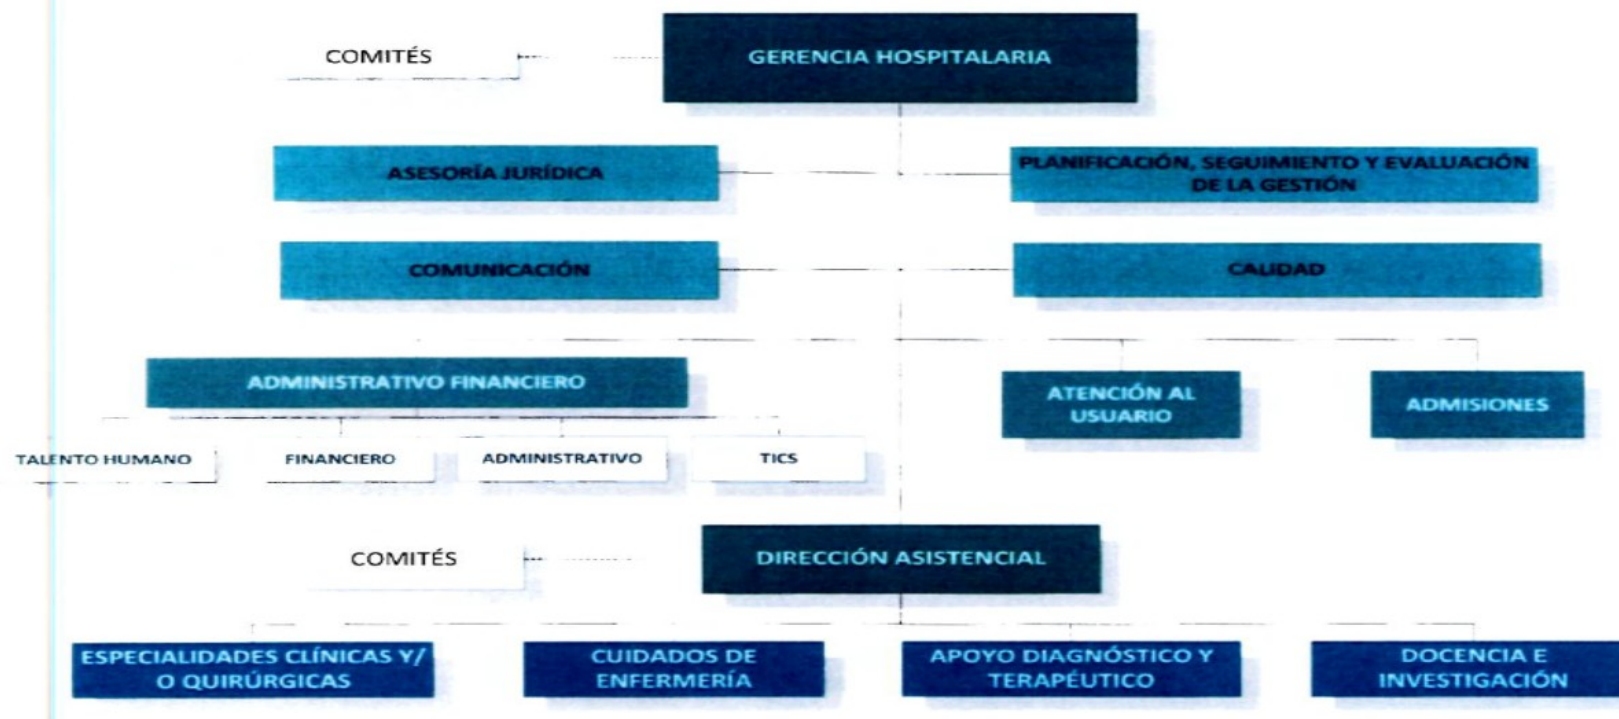 COMITÉS
GERENCIA HOSPITALARIA
ASESORÍA JURÍDICA
PLANIFICACIÓN, SEGUIMIENTO Y EVALUACIÓN
DE LA GESTIÓN
COMUNICACIÓN
CALIDAD
ADMINISTRATIVO FINANCIERO
ATENCIÓN AL
USUARIO
ADMISIONES
TALENTO HUMANO
FINANCIERO
ADMINISTRATIVO
TICS
COMITÉS
DIRECCIÓN ASISTENCIAL
ESPECIALIDADES CLÍNICAS Y/
O QUIRÚRGICAS
CUIDADOS DE
ENFERMERÍA
APOYO DIAGNÓSTICO Y
TERAPÉUTICO
DOCENCIA E
INVESTIGACIÓN